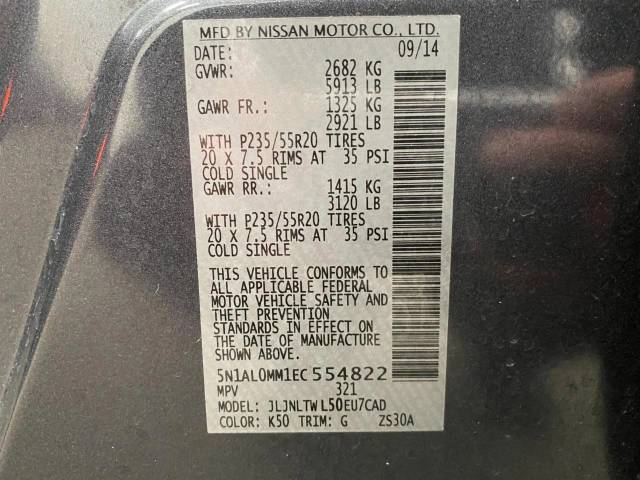 MFD BY NISSAN MOTOR CO., LTD.
DATE: 09/14
GVWR: 2682 KG
5913 LB
GAWR FR.: 1325 KG
2921 LB
WITH P235/55R20 TIRES
20 X 7.5 RIMS AT 35 PSI
COLD SINGLE
GAWR RR.: 1415 KG
3120 LB
WITH P235/55R20 TIRES
20 X 7.5 RIMS AT 35 PSI
COLD SINGLE
THIS VEHICLE CONFORMS TO
ALL APPLICABLE FEDERAL
MOTOR VEHICLE SAFETY AND
THEFT PREVENTION
STANDARDS IN EFFECT ON
THE DATE OF MANUFACTURE
SHOWN ABOVE.
5N1AL0MM1EC554822
MPV 321
MODEL: JLJNLTWL50EU7CAD
COLOR: K50 TRIM: G ZS30A